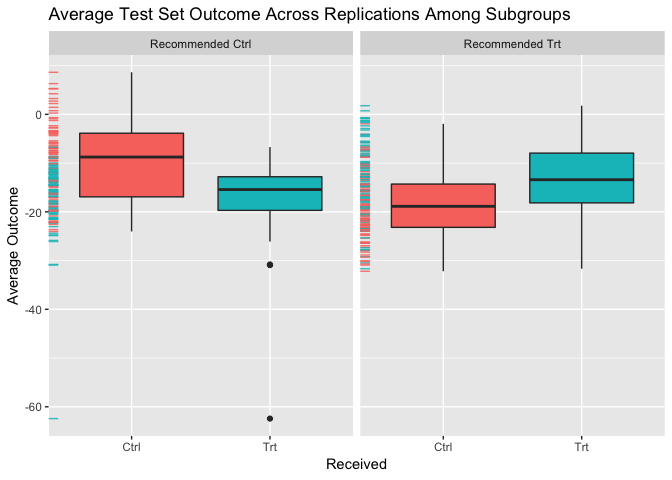 Average Test Set Outcome Across Replications Among Subgroups
Recommended Ctrl
Recommended Trt
Average Outcome
0
-20
-40
-60
Ctrl
Trt
Ctrl
Trt
Received